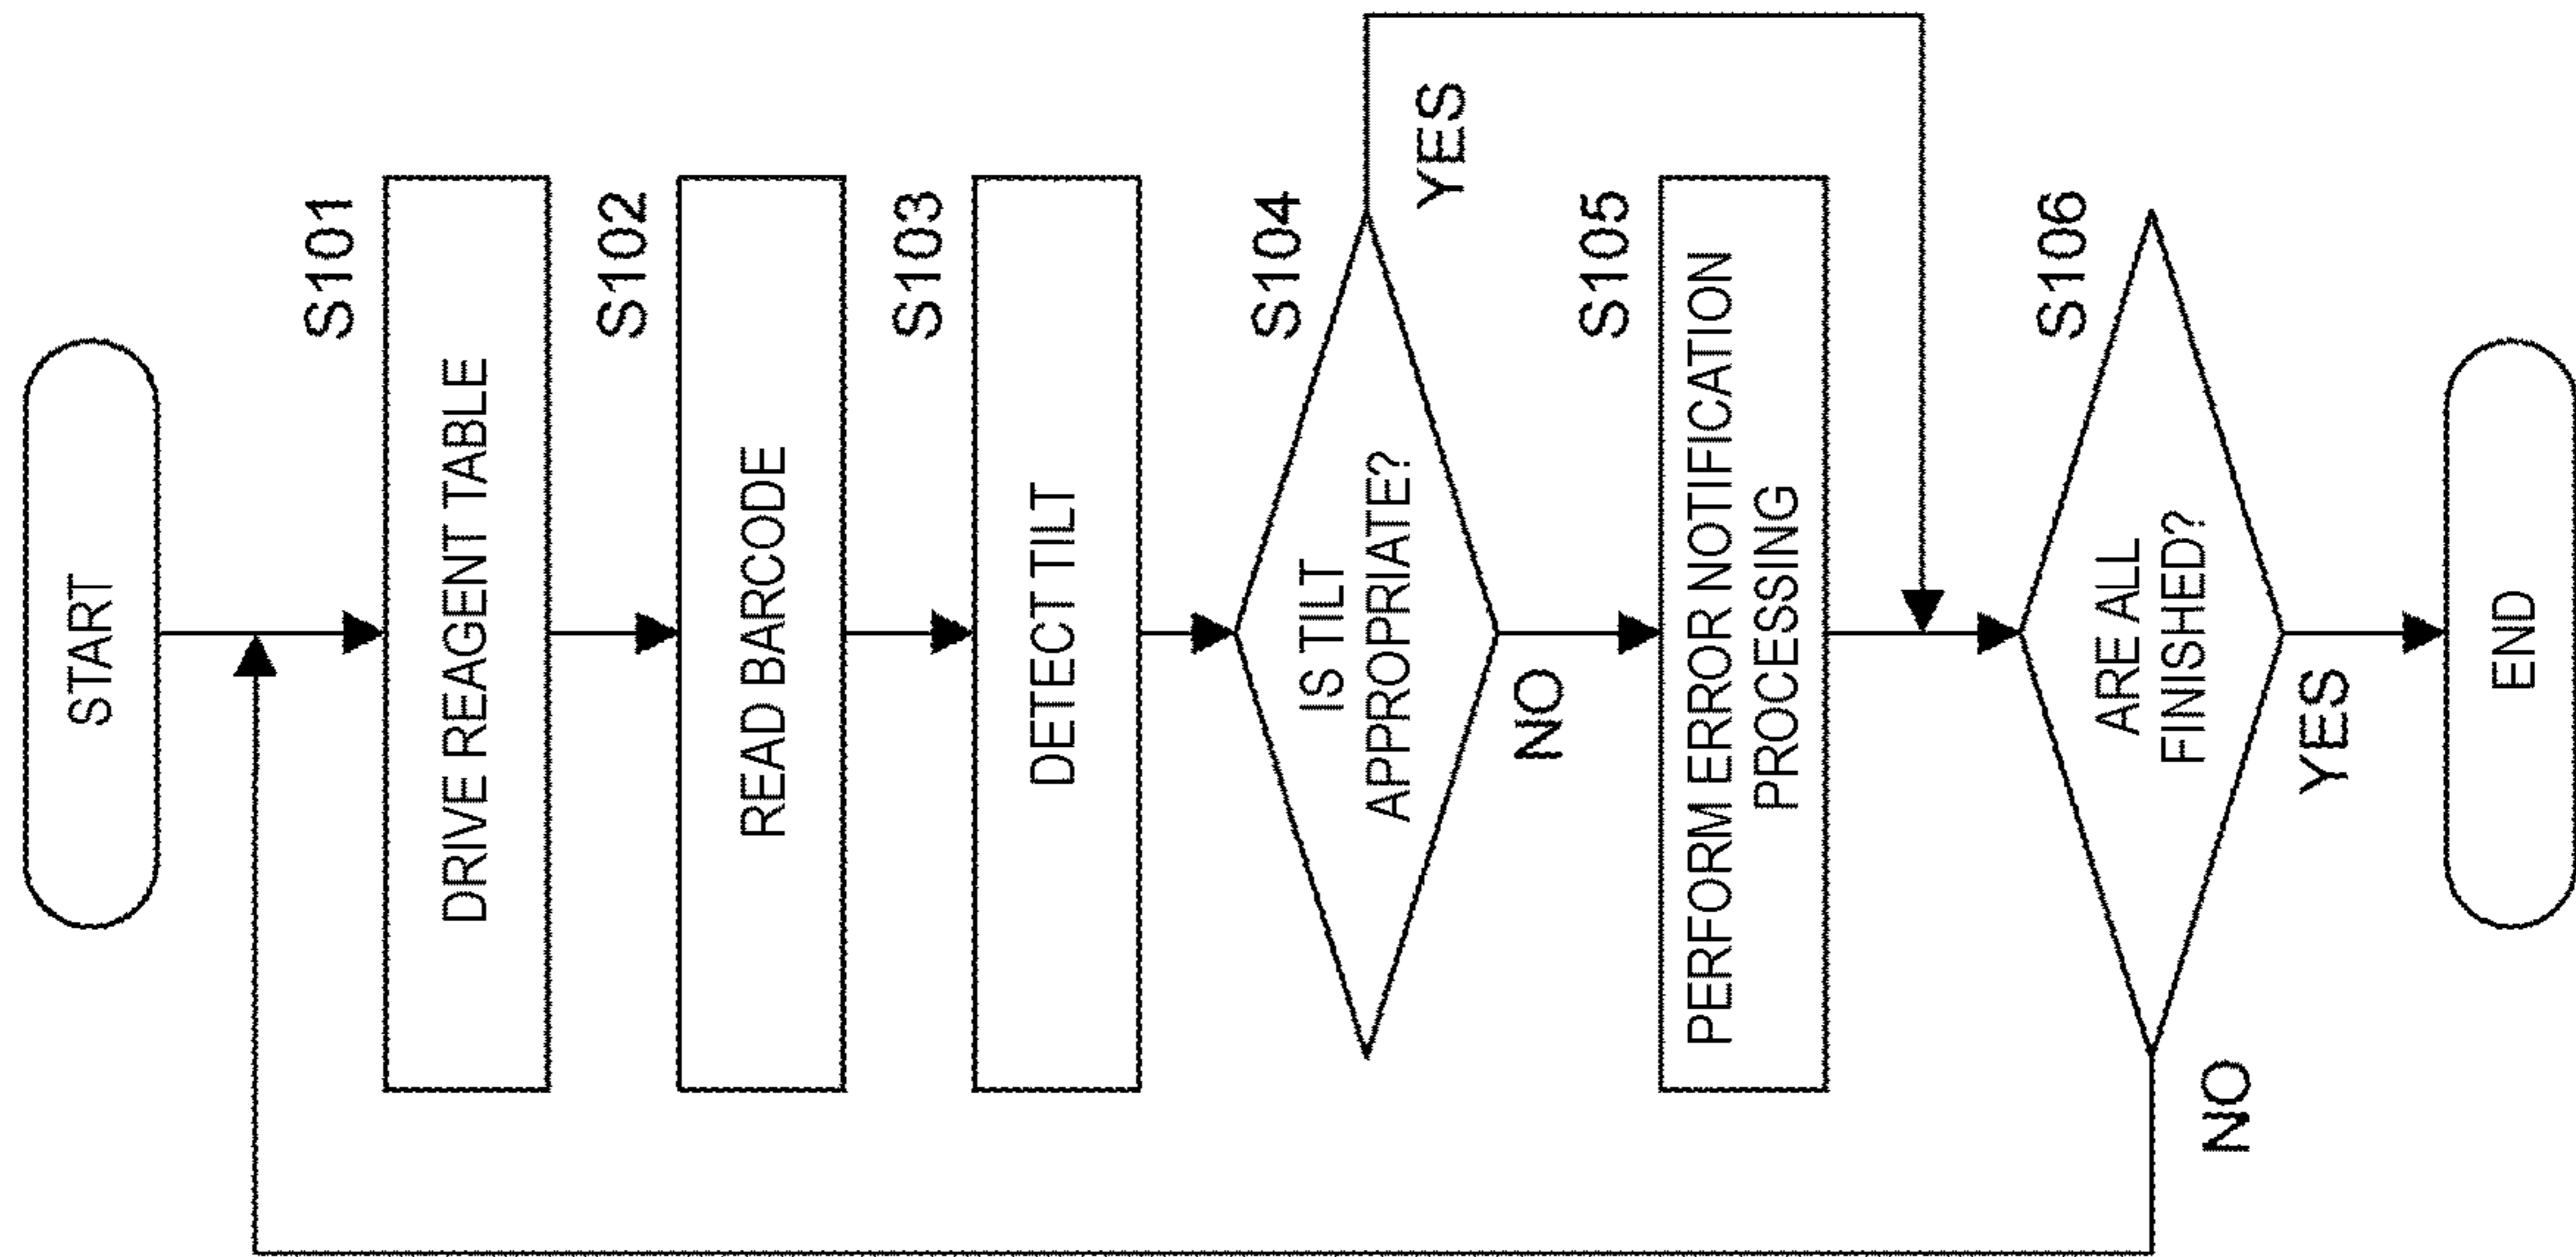 START
S101
DRIVE REAGENT TABLE
S102
READ BARCODE
S103
DETECT TILT
S104
IS TILT
APPROPRIATE?
YES
NO
S105
PERFORM ERROR NOTIFICATION
PROCESSING
S106
ARE ALL
FINISHED?
NO
YES
END